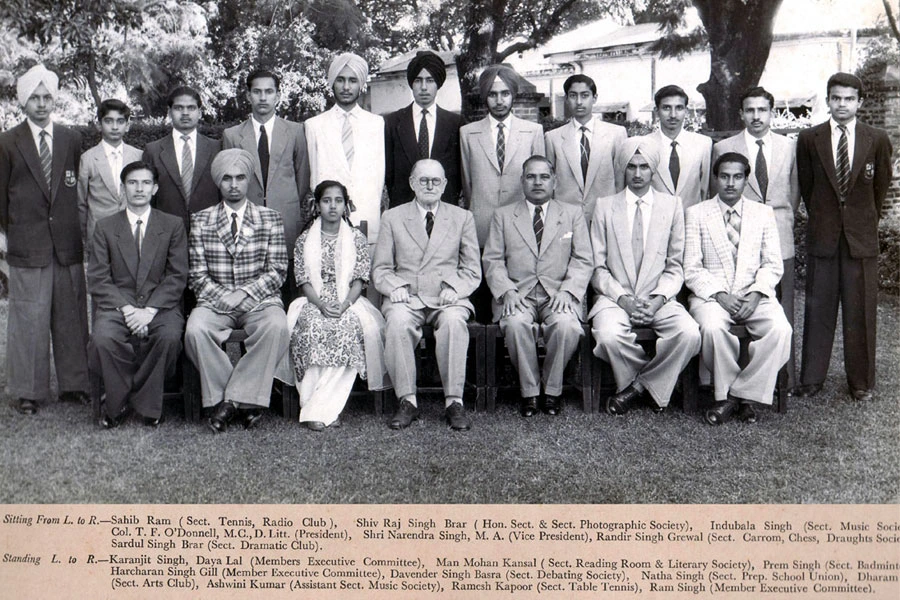 Sitting From L. to R.—Sahib Ram ( Sect. Tennis, Radio Club ), Shiv Raj Singh Brar ( Hon. Sect. & Sect. Photographic Society), Indubala Singh (Sect. Music Socie
Col. T. F. O'Donnell, M.C., D. Litt. (President), Shri Narendra Singh, M. A. (Vice President), Randir Singh Grewal (Sect. Carrom, Chess, Draughts Socie
Sardul Singh Brar (Sect. Dramatic Club).
Standing L. to R.—Karanjit Singh, Daya Lal (Members Executive Committee), Man Mohan Kansal ( Sect. Reading Room & Literary Society), Prem Singh (Sect. Badmint
Harcharan Singh Gill (Member Executive Committee), Davender Singh Basra (Sect. Debating Society), Natha Singh (Sect. Prep. School Union), Dharam
(Sect. Arts Club), Ashwini Kumar (Assistant Sect. Music Society), Ramesh Kapoor (Sect. Table Tennis), Ram Singh (Member Executive Committee).